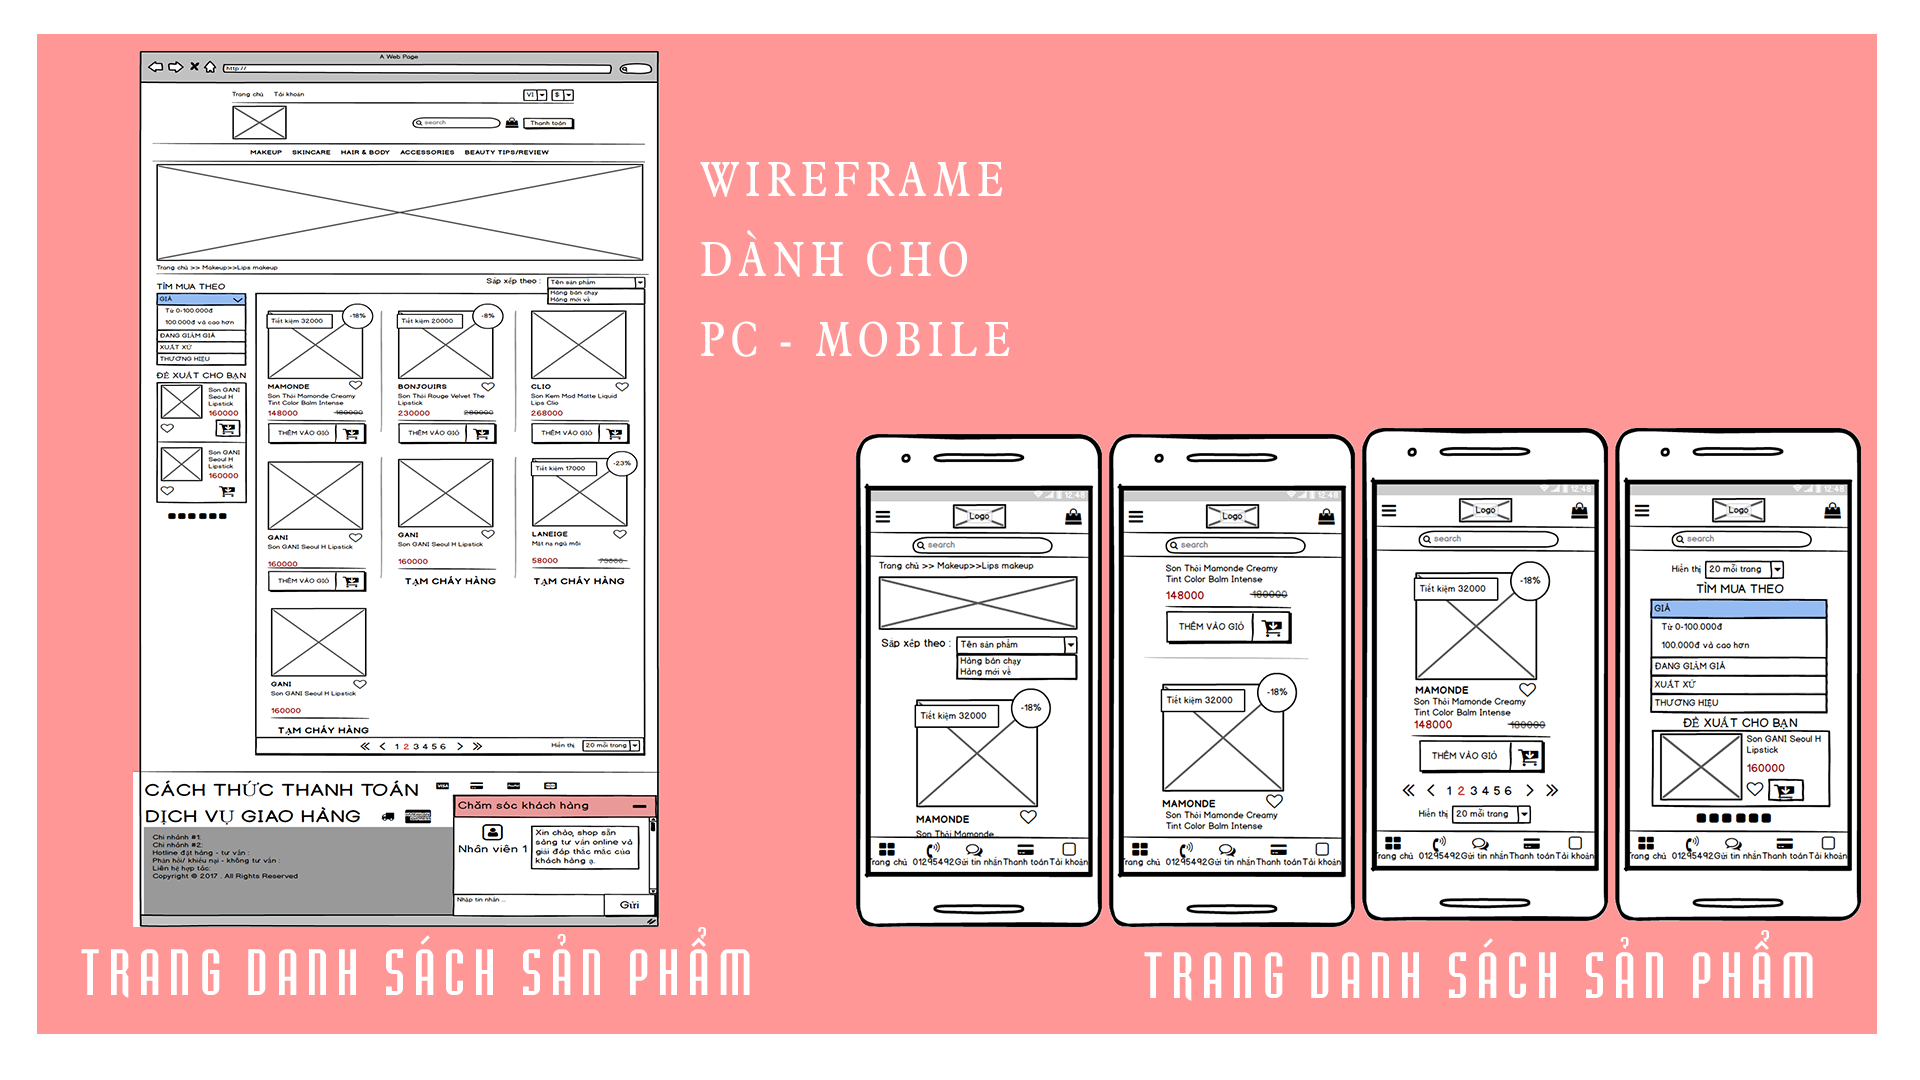 A Web Page
http://
Trang chủ Tài khoản
VI $
search
Thanh toán
MAKEUP SKINCARE HAIR & BODY ACCESSORIES BEAUTY TIPS/REVIEW
Trang chủ >> Makeup>>Lips makeup
Sắp xếp theo : Tên sản phẩm
Hàng bán chạy
Hàng mới về
TÌM MUA THEO
GIÁ
Từ 0-100.000đ
100.000đ và cao hơn
ĐANG GIẢM GIÁ
XUẤT XỨ
THƯƠNG HIỆU
ĐỀ XUẤT CHO BẠN
Son GANI
Seoul H
Lipstick
160000
Son GANI
Seoul H
Lipstick
160000
Tiết kiệm 32000 -18%
MAMONDE
Son Thỏi Mamonde Creamy
Tint Color Balm Intense
148000 180000
THÊM VÀO GIỎ
Tiết kiệm 20000 -8%
BONJOURS
Son Thỏi Rouge Velvet The
Lipstick
230000 250000
THÊM VÀO GIỎ
CLIO
Son Kem Mad Matte Liquid
Lips Clio
268000
THÊM VÀO GIỎ
GANI
Son GANI Seoul H Lipstick
160000
THÊM VÀO GIỎ
GANI
Son GANI Seoul H Lipstick
160000
TẠM CHÁY HÀNG
Tiết kiệm 17000 -23%
LANEIGE
Mặt nạ ngủ môi
58000 75000
TẠM CHÁY HÀNG
GANI
Son GANI Seoul H Lipstick
160000
TẠM CHÁY HÀNG
1 2 3 4 5 6
Hiển thị 20 mỗi trang
CÁCH THỨC THANH TOÁN
VISA
DỊCH VỤ GIAO HÀNG
Chi nhánh #1:
Chi nhánh #2:
Hotline đặt hàng - tư vấn :
Phản hồi/ khiếu nại - không tư vấn :
Liên hệ hợp tác:
Copyright © 2017 . All Rights Reserved
Chăm sóc khách hàng
Nhân viên 1
Xin chào, shop sẵn
sàng tư vấn online và
giải đáp thắc mắc của
khách hàng ạ.
Nhập tin nhắn ...
Gửi
TRANG DANH SÁCH SẢN PHẨM
WIREFRAME
DÀNH CHO
PC - MOBILE
12:48
Logo
search
Trang chủ >> Makeup>>Lips makeup
Sắp xếp theo : Tên sản phẩm
Hàng bán chạy
Hàng mới về
Tiết kiệm 32000 -18%
MAMONDE
Son Thỏi Mamonde
Trang chủ 01295492 Gửi tin nhắn Thanh toán Tài khoản
12:48
Logo
search
Son Thỏi Mamonde Creamy
Tint Color Balm Intense
148000 180000
THÊM VÀO GIỎ
Tiết kiệm 32000 -18%
MAMONDE
Son Thỏi Mamonde Creamy
Tint Color Balm Intense
Trang chủ 01295492 Gửi tin nhắn Thanh toán Tài khoản
12:48
Logo
search
Tiết kiệm 32000 -18%
MAMONDE
Son Thỏi Mamonde Creamy
Tint Color Balm Intense
148000 180000
THÊM VÀO GIỎ
1 2 3 4 5 6
Hiển thị 20 mỗi trang
Trang chủ 01295492 Gửi tin nhắn Thanh toán Tài khoản
12:48
Logo
search
Hiển thị 20 mỗi trang
TÌM MUA THEO
GIÁ
Từ 0-100.000đ
100.000đ và cao hơn
ĐANG GIẢM GIÁ
XUẤT XỨ
THƯƠNG HIỆU
ĐỀ XUẤT CHO BẠN
Son GANI Seoul H
Lipstick
160000
Trang chủ 01295492 Gửi tin nhắn Thanh toán Tài khoản
TRANG DANH SÁCH SẢN PHẨM